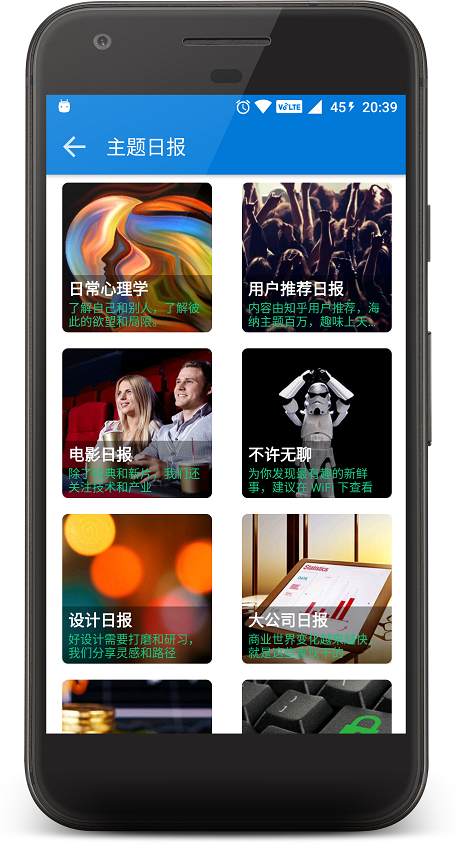 VoLTE 45 20:39
主题日报
日常心理学
了解自己和别人，了解彼
此的欲望和局限。
用户推荐日报
内容由知乎用户推荐，海
纳主题百万，趣味上天…
电影日报
除了经典和新片，我们还
关注技术和产业
不许无聊
为你发现最有趣的新鲜
事，建议在 WiFi 下查看
设计日报
好设计需要打磨和研习，
我们分享灵感和路径
Statistics
DATA
大公司日报
商业世界变化越来越快，
就是这些家伙干的